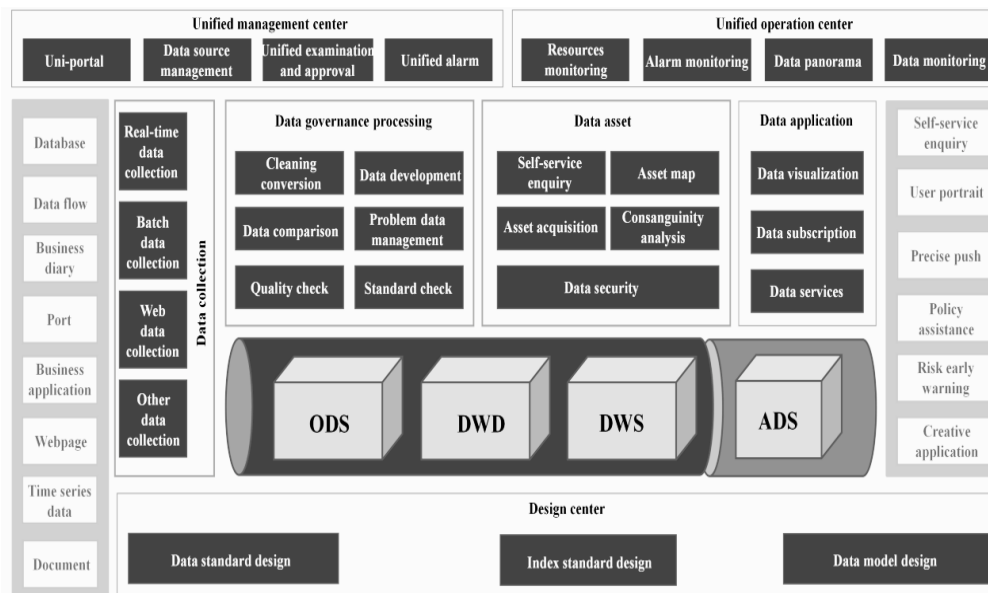 Unified management center
Uni-portal
Data source
management
Unified examination
and approval
Unified alarm
Unified operation center
Resources
monitoring
Alarm monitoring
Data panorama
Data monitoring
Database
Data flow
Business
diary
Port
Business
application
Webpage
Time series
data
Document
Real-time
data
collection
Batch
data
collection
Web
data
collection
Other
data
collection
Data collection
Data governance processing
Cleaning
conversion
Data development
Data comparison
Problem data
management
Quality check
Standard check
Data asset
Self-service
enquiry
Asset map
Asset acquisition
Consanguinity
analysis
Data security
Data application
Data visualization
Data subscription
Data services
Self-service
enquiry
User portrait
Precise push
Policy
assistance
Risk early
warning
Creative
application
ODS
DWD
DWS
ADS
Design center
Data standard design
Index standard design
Data model design